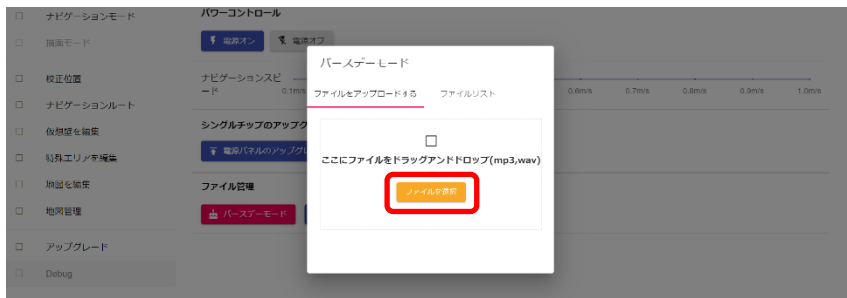 ナビゲーションモード
描画モード
校正位置
ナビゲーションルート
仮想壁を編集
特殊エリアを編集
地図を編集
地図管理
アップグレード
Debug
パワーコントロール
電源オン 電源オフ
ナビゲーションスピ
ード 0.1m/s 0.6m/s 0.7m/s 0.8m/s 0.9m/s 1.0m/s
シングルチップのアップグ
電源パネルのアップグレ
ファイル管理
バースデーモード
バースデーモード
ファイルをアップロードする ファイルリスト
ここにファイルをドラッグアンドドロップ(mp3,wav)
ファイルを選択